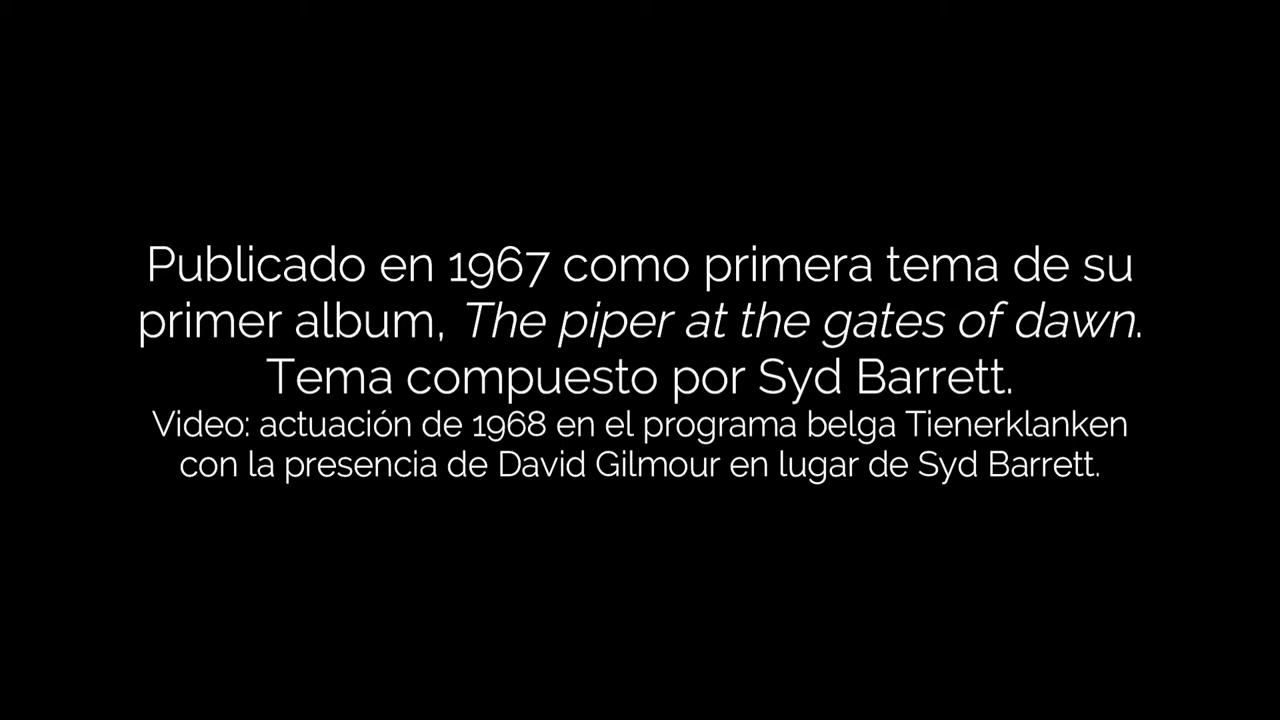 Publicado en 1967 como primera tema de su
primer album, The piper at the gates of dawn.
Tema compuesto por Syd Barrett.
Video: actuación de 1968 en el programa belga Tienerklanken
con la presencia de David Gilmour en lugar de Syd Barrett.